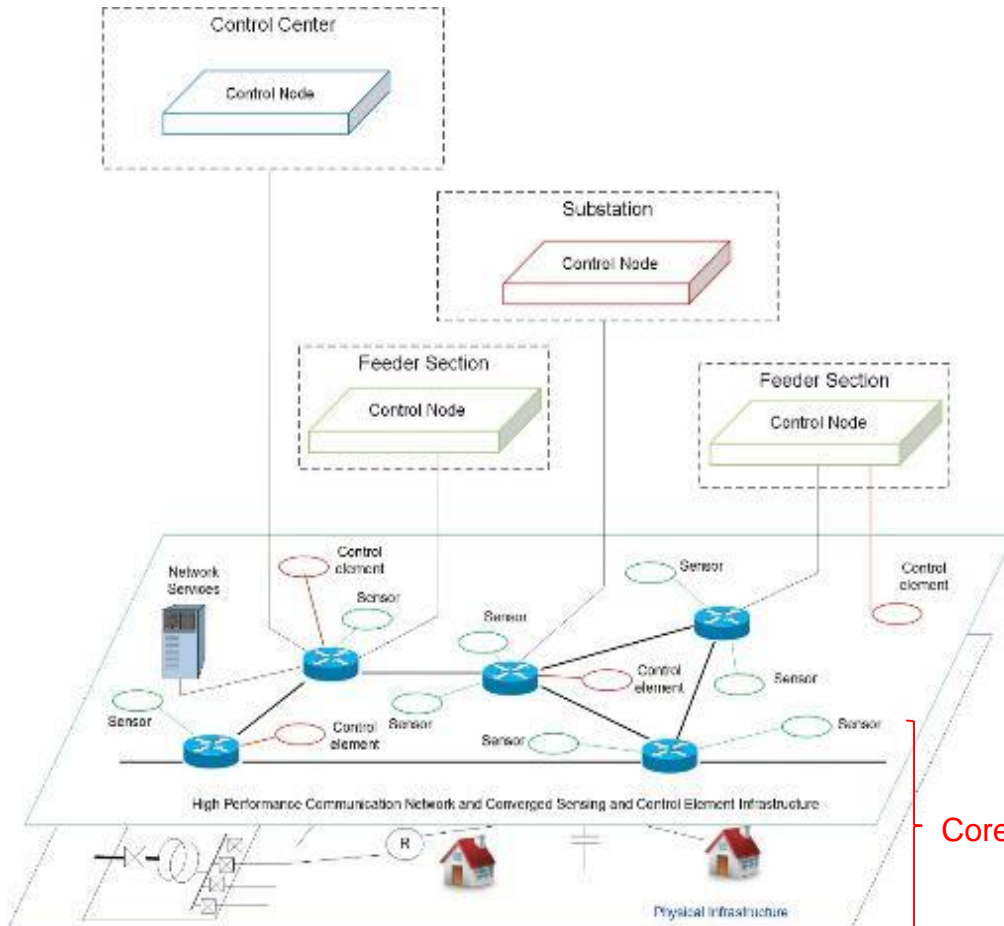 Control Center
Control Node
Substation
Control Node
Feeder Section
Control Node
Feeder Section
Control Node
Network
Services
Control
element
Sensor
Sensor
Sensor
Control
element
Sensor
Sensor
Control
element
Sensor
Sensor
Control
element
Sensor
Sensor
High Performance Communication Network and Converged Sensing and Control Element Infrastructure
Core
R
Physical Infrastructure